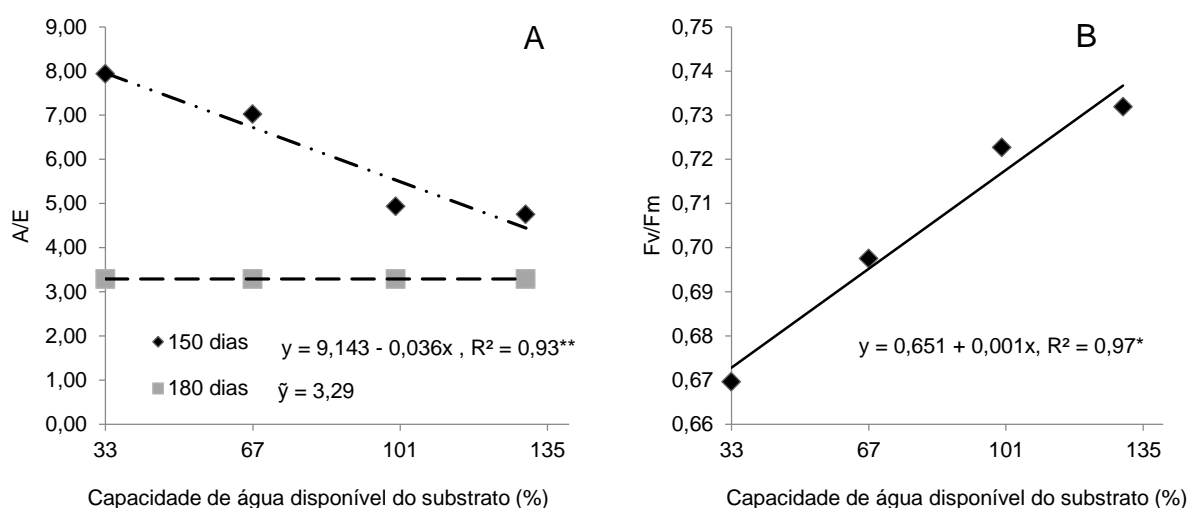 A
9,00
8,00
7,00
6,00
5,00
4,00
3,00
2,00
1,00
0,00
A/E
150 dias
y = 9,143 - 0,036x , R² = 0,93**
180 dias
ỹ = 3,29
33 67 101 135
Capacidade de água disponível do substrato (%)
B
0,75
0,74
0,73
0,72
0,71
0,70
0,69
0,68
0,67
0,66
Fv/Fm
y = 0,651 + 0,001x, R² = 0,97*
33 67 101 135
Capacidade de água disponível do substrato (%)